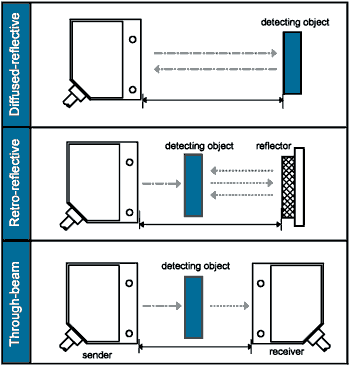 Diffused-reflective
detecting object
Retro-reflective
detecting object
reflector
Through-beam
detecting object
sender
receiver